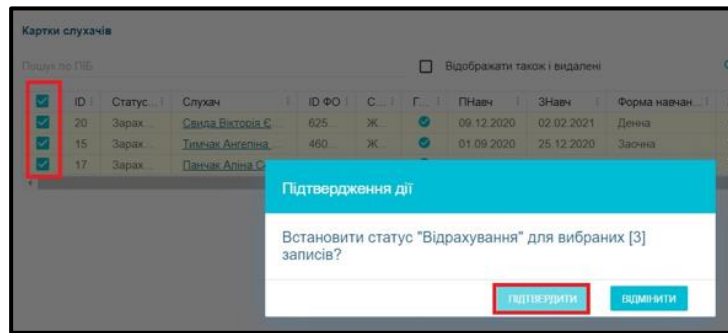 Картки слухачів
Пошук по ПІБ
Відображати також і видалені
ID Статус... Слухач ID ФО С... Г... ПНавч ЗНавч Форма навчан...
20 Зарах... Свида Вікторія Є... 625... Ж... 09.12.2020 02.02.2021 Денна
15 Зарах... Тимчак Ангеліна... 460... Ж... 01.09.2020 25.12.2020 Заочна
17 Зарах... Панчак Аліна С
Підтвердження дії
Встановити статус "Відрахування" для вибраних [3]
записів?
ПІДТВЕРДИТИ ВІДМІНИТИ